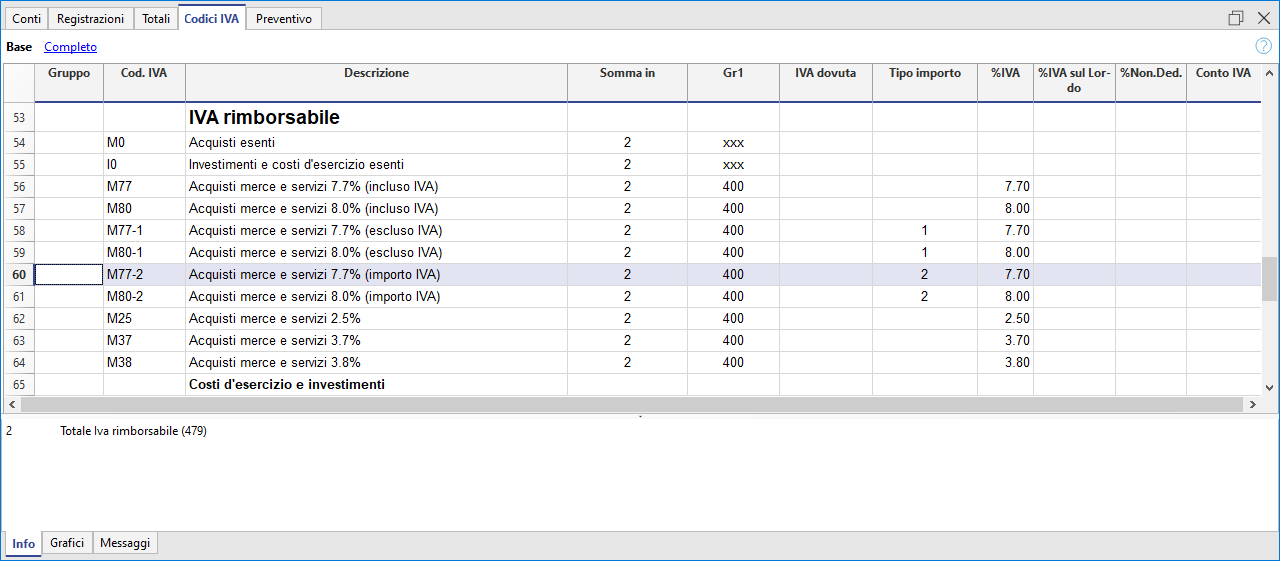 Conti Registrazioni Totali Codici IVA Preventivo
Base Completo ?
Gruppo Cod. IVA Descrizione Somma in Gr1 IVA dovuta Tipo importo %IVA %IVA sul Lor- %Non.Ded. Conto IVA
do
53 IVA rimborsabile
54 M0 Acquisti esenti 2 xxx
55 I0 Investimenti e costi d'esercizio esenti 2 xxx
56 M77 Acquisti merce e servizi 7.7% (incluso IVA) 2 400 7.70
57 M80 Acquisti merce e servizi 8.0% (incluso IVA) 2 400 8.00
58 M77-1 Acquisti merce e servizi 7.7% (escluso IVA) 2 400 1 7.70
59 M80-1 Acquisti merce e servizi 8.0% (escluso IVA) 2 400 1 8.00
60 M77-2 Acquisti merce e servizi 7.7% (importo IVA) 2 400 2 7.70
61 M80-2 Acquisti merce e servizi 8.0% (importo IVA) 2 400 2 8.00
62 M25 Acquisti merce e servizi 2.5% 2 400 2.50
63 M37 Acquisti merce e servizi 3.7% 2 400 3.70
64 M38 Acquisti merce e servizi 3.8% 2 400 3.80
65 Costi d'esercizio e investimenti
2 Totale Iva rimborsabile (479)
Info Grafici Messaggi